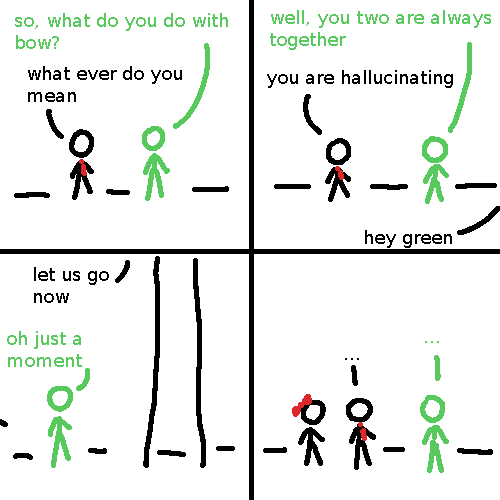 so, what do you do with
bow?
what ever do you
mean
well, you two are always
together
you are hallucinating
hey green
let us go
now
oh just a
moment
...
...